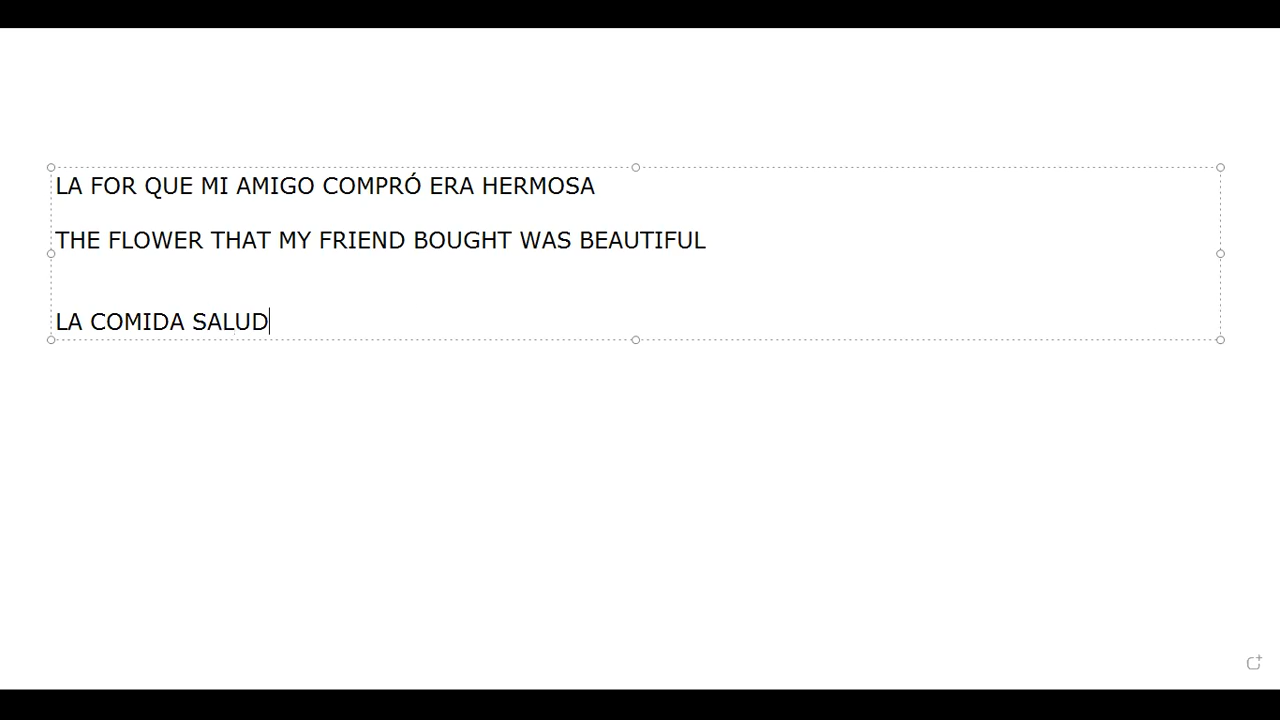 LA FOR QUE MI AMIGO COMPRÓ ERA HERMOSA
THE FLOWER THAT MY FRIEND BOUGHT WAS BEAUTIFUL
LA COMIDA SALUD